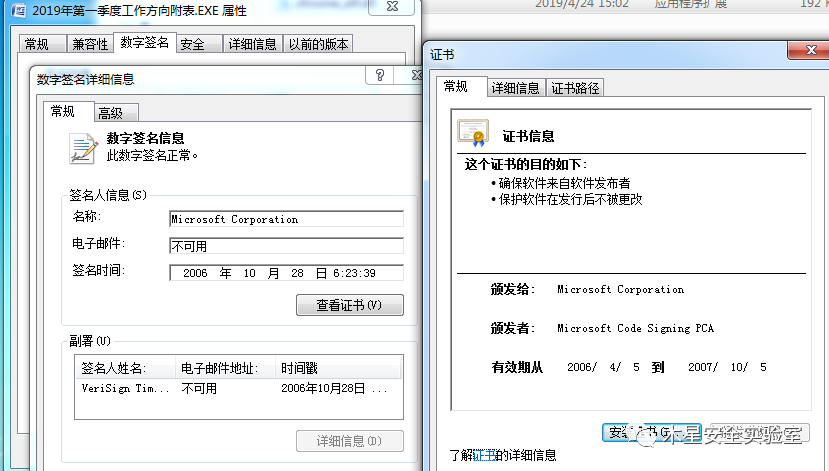 2019/4/24 15:02 应用程序扩展 192 K
2019年第一季度工作方向附表.EXE 属性
常规 兼容性 数字签名 安全 详细信息 以前的版本
数字签名详细信息
常规 高级
数字签名信息
此数字签名正常。
签名人信息(S)
名称: Microsoft Corporation
电子邮件: 不可用
签名时间: 2006 年 10 月 28 日 6:23:39
查看证书(V)
副署(U)
签名人姓名: 电子邮件地址: 时间戳
VeriSign Tim... 不可用 2006年10月28日 ...
详细信息(D)
证书
常规 详细信息 证书路径
证书信息
这个证书的目的如下:
•确保软件来自软件发布者
•保护软件在发行后不被更改
颁发给: Microsoft Corporation
颁发者: Microsoft Code Signing PCA
有效期从 2006/ 4/ 5 到 2007/ 10/ 5
木星安全实验室
了解证书的详细信息